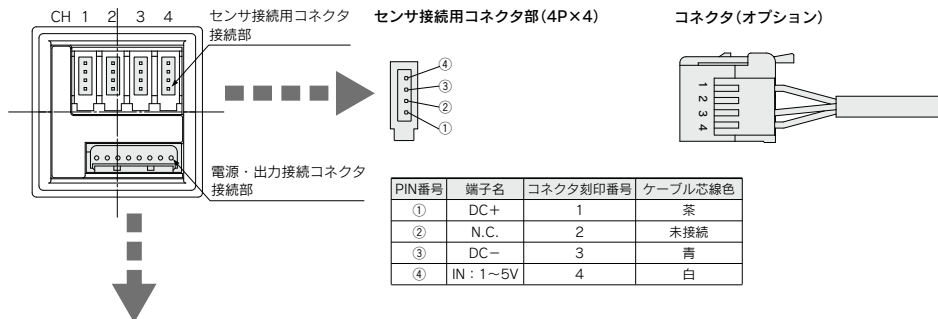 CH 1 2 3 4
センサ接続用コネクタ
接続部
電源・出力接続コネクタ
接続部
センサ接続用コネクタ部(4P×4)
④
③
②
①
コネクタ(オプション)
1
2
3
4
PIN番号 端子名 コネクタ刻印番号 ケーブル芯線色
① DC+ 1 茶
② N.C. 2 未接続
③ DC− 3 青
④ IN:1~5V 4 白